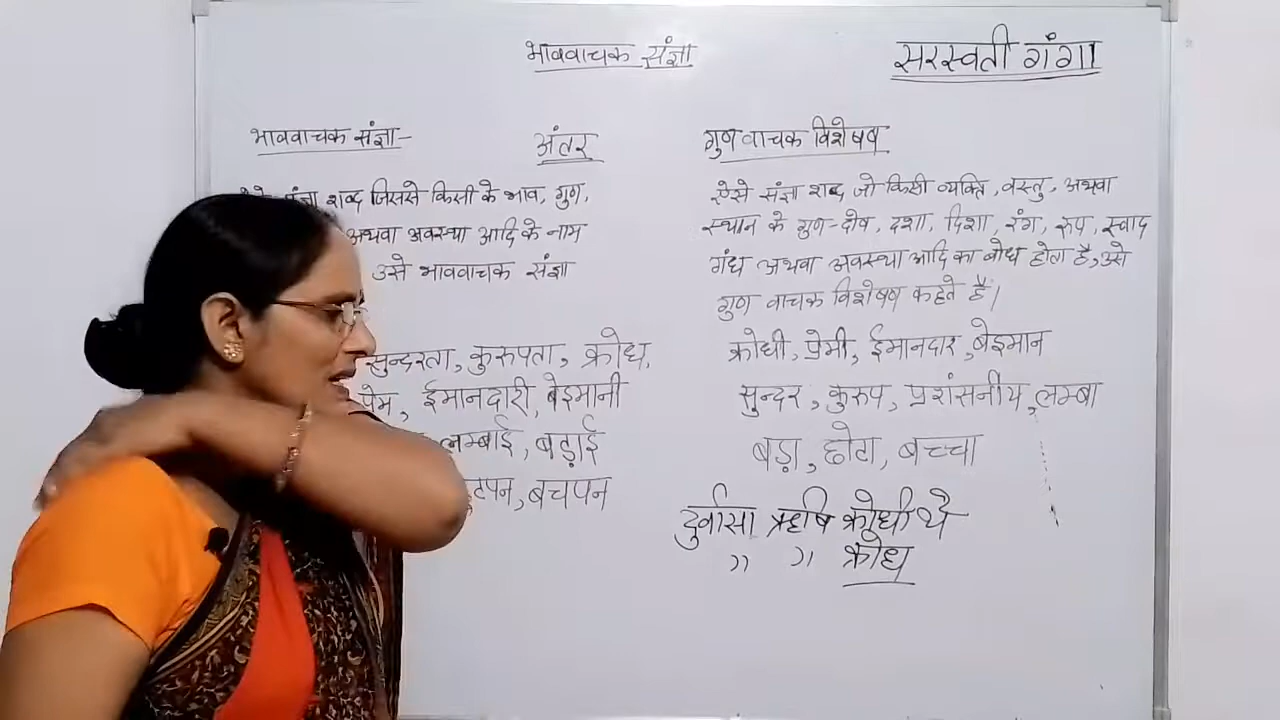 भाववाचक संज्ञा
सरस्वती गंगा
भाववाचक संज्ञा-
अंतर
गुण वाचक विशेषण
संज्ञा शब्द जिससे किसी के भाव, गुण,
अथवा अवस्था आदि के नाम
उसे भाववाचक संज्ञा
सुन्दरता, कुरुपता, क्रोध,
प्रेम, ईमानदारी, बेइमानी
लम्बाई, बड़ाई
बचपन
ऐसे संज्ञा शब्द जो किसी व्यक्ति, वस्तु, अथवा
स्थान के गुण-दोष, दशा, दिशा, रंग, रुप, स्वाद
गंध अथवा अवस्था आदि का बोध होता है, उसे
गुण वाचक विशेषण कहते हैं।
क्रोधी, प्रेमी, ईमानदार, बेइमान
सुन्दर, कुरुप, प्रशंसनीय, लम्बा
बड़ा, छोटा, बच्चा
दुर्वासा ऋषि क्रोधी थे
,, ,, क्रोध